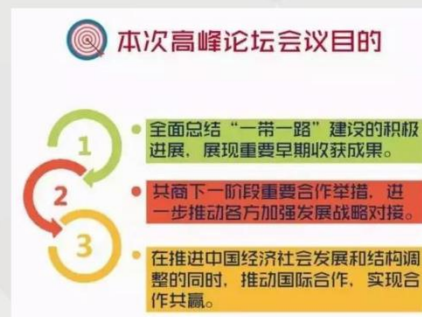 本次高峰论坛会议目的
1
全面总结“一带一路”建设的积极
进展，展现重要早期收获成果。
2
共商下一阶段重要合作举措，进
一步推动各方加强发展战略对接。
3
在推进中国经济社会发展和结构调
整的同时，推动国际合作，实现合
作共赢。